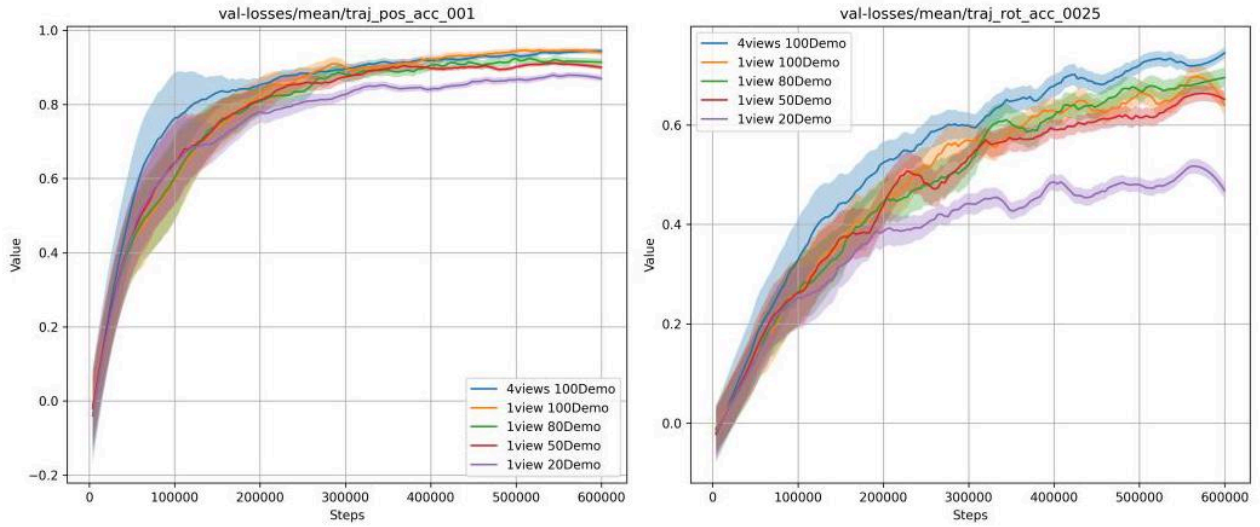 val-losses/mean/traj_pos_acc_001
1.0
0.8
0.6
0.4
0.2
0.0
−0.2
Value
0
100000
200000
300000
400000
500000
600000
Steps
4views 100Demo
1view 100Demo
1view 80Demo
1view 50Demo
1view 20Demo
val-losses/mean/traj_rot_acc_0025
4views 100Demo
1view 100Demo
1view 80Demo
1view 50Demo
1view 20Demo
0.6
0.4
0.2
0.0
Value
0
100000
200000
300000
400000
500000
600000
Steps